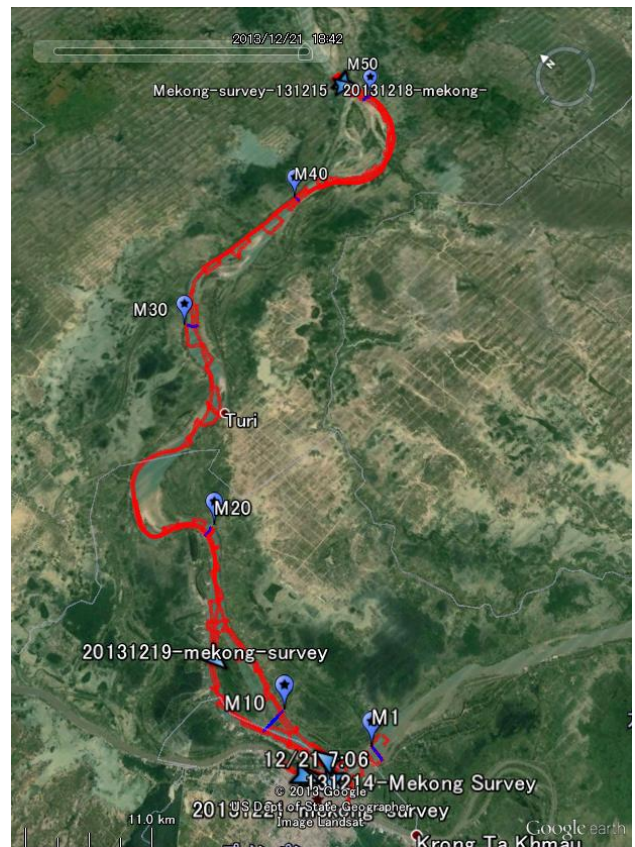 2013/12/21 18:42
M50
Mekong-survey-131215
20131218-mekong-
N
M40
M30
Turi
M20
20131219-mekong-survey
M10
M1
12/21 7:06
131214-Mekong Survey
© 2013 Google
US Dept of State Geographer
Image Landsat
11.0 km
Google earth
Krong Ta Khmau